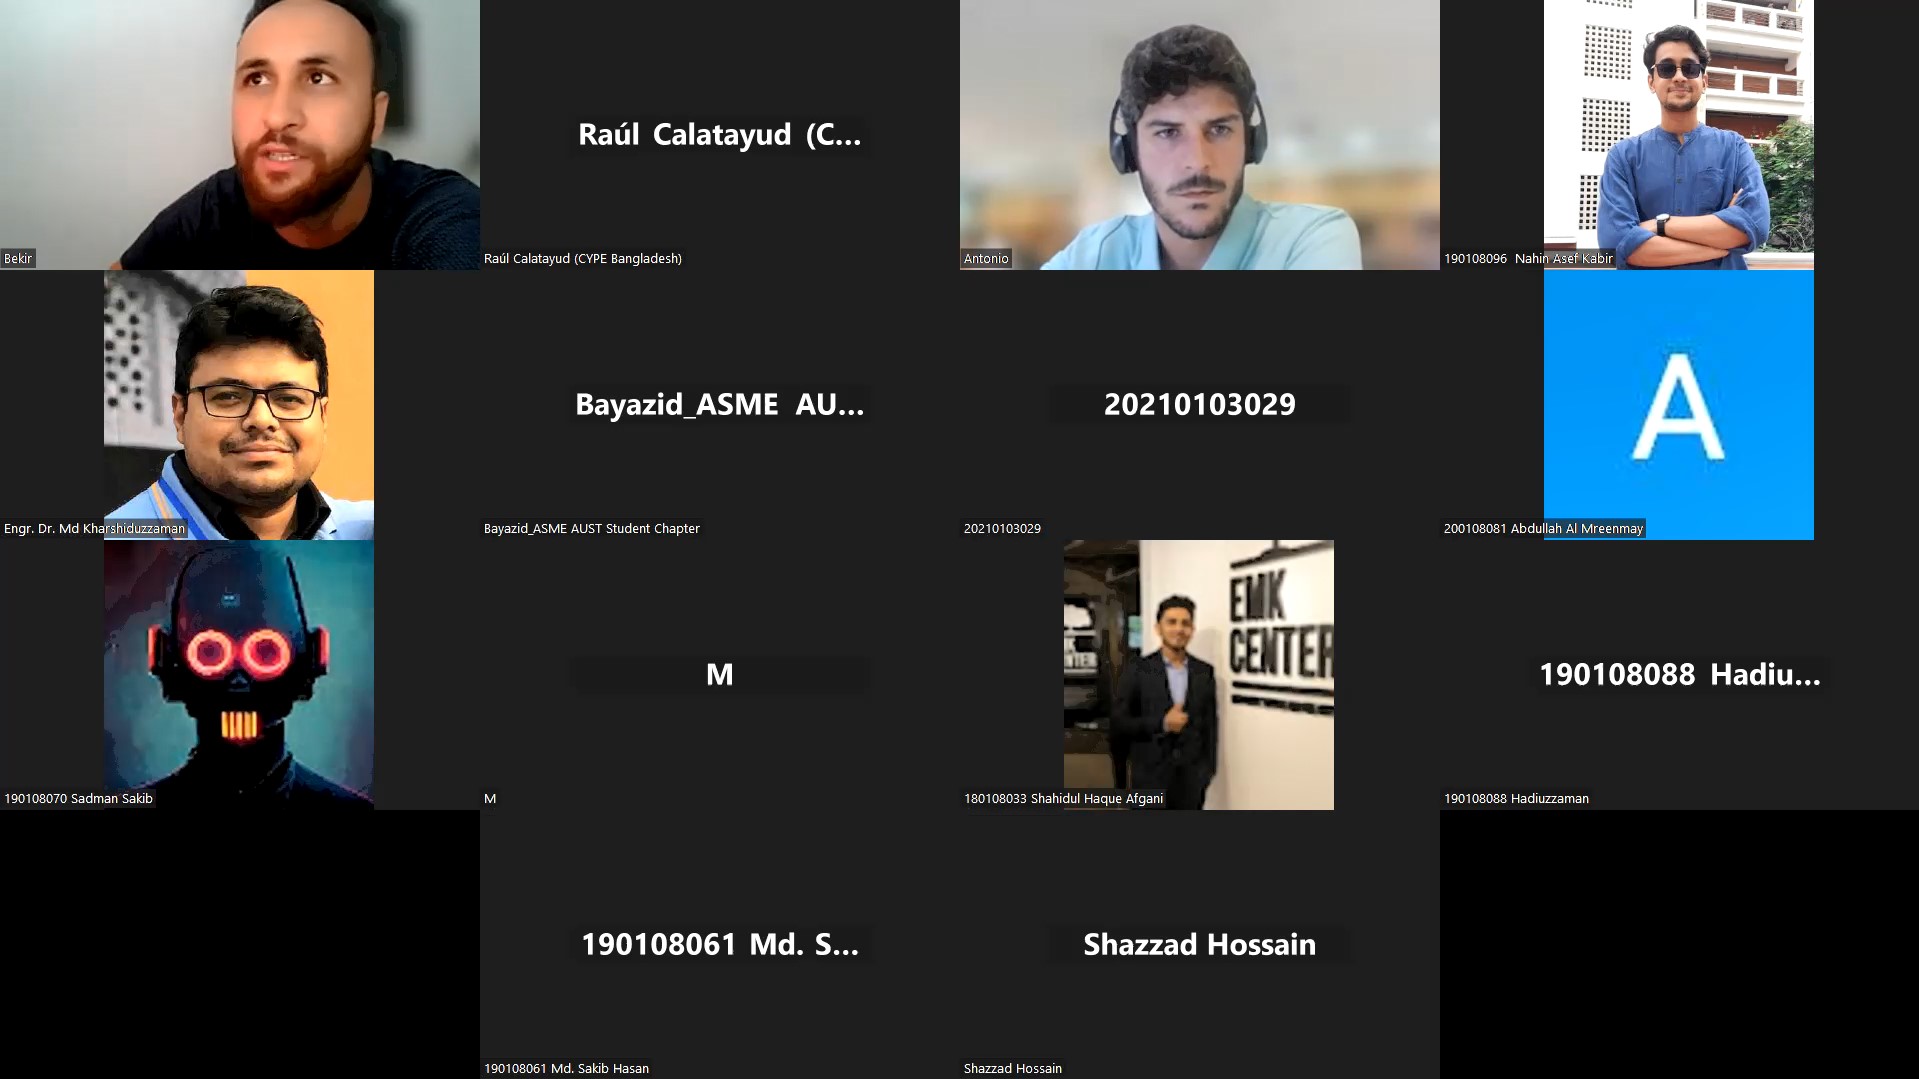 Raúl Calatayud (C...
Bekir
Raúl Calatayud (CYPE Bangladesh)
Antonio
190108096 Nahin Asef Kabir
Bayazid_ASME AU...
20210103029
A
Engr. Dr. Md Kharshiduzzaman
Bayazid_ASME AUST Student Chapter
20210103029
200108081 Abdullah Al Mreenmay
M
EMK
CENTER
190108088 Hadiu...
190108070 Sadman Sakib
M
180108033 Shahidul Haque Afgani
190108088 Hadiuzzaman
190108061 Md. S...
Shazzad Hossain
190108061 Md. Sakib Hasan
Shazzad Hossain